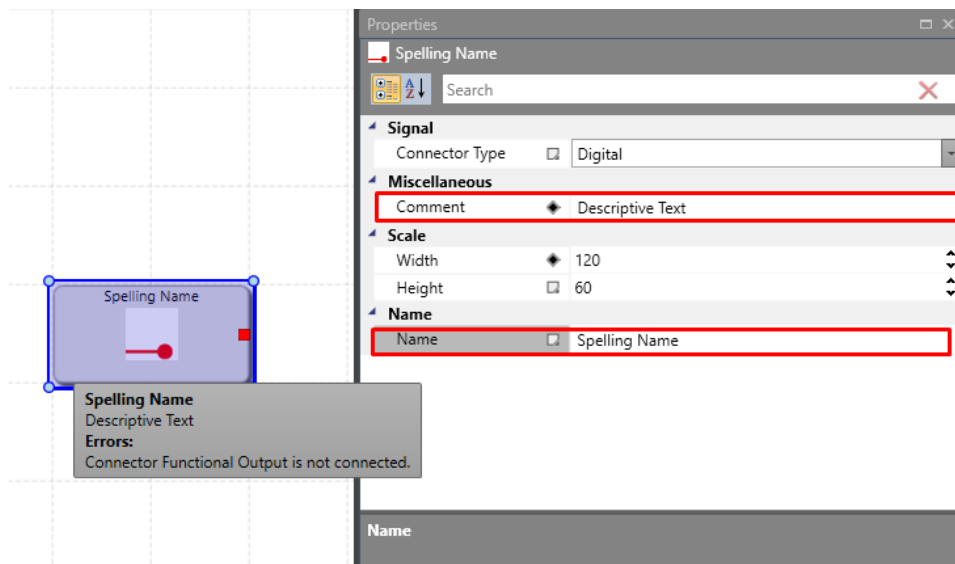 Properties
Spelling Name
A
Z
Search
Signal
Connector Type Digital
Miscellaneous
Comment Descriptive Text
Scale
Width 120
Height 60
Name
Name Spelling Name
Spelling Name
Spelling Name
Descriptive Text
Errors:
Connector Functional Output is not connected.
Name